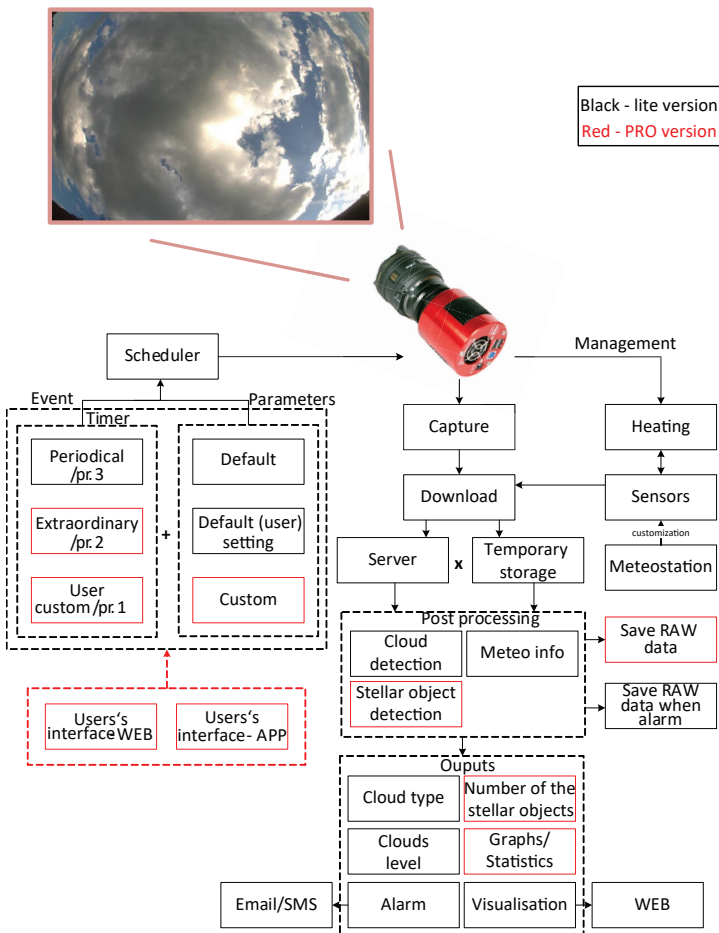 Black - lite version
Red - PRO version
Management
Scheduler
Event
Parameters
Timer
Periodical
/pr.3
Extraordinary
/pr.2
User
custom/pr.1
+
Default
Default (user)
setting
Custom
Users's
interface-WEB
Users's
interface- APP
Capture
Heating
Download
Sensors
customization
Meteostation
Server
x
Temporary
storage
Post processing
Cloud
detection
Meteo info
Stellar object
detection
Save RAW
data
Save RAW
data when
alarm
Ouputs
Cloud type
Number of the
stellar objects
Clouds
level
Graphs/
Statistics
Email/SMS
Alarm
Visualisation
WEB